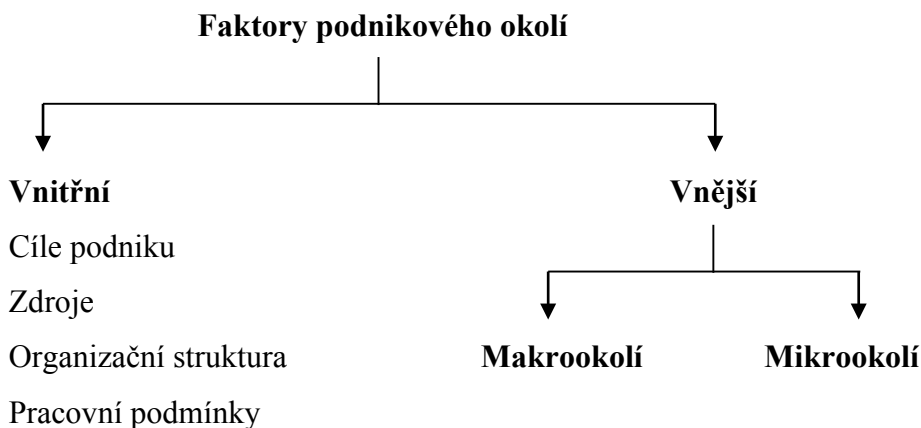 Faktory podnikového okolí
Vnitřní
Vnější
Cíle podniku
Zdroje
Organizační struktura
Makrookolí
Mikrookolí
Pracovní podmínky